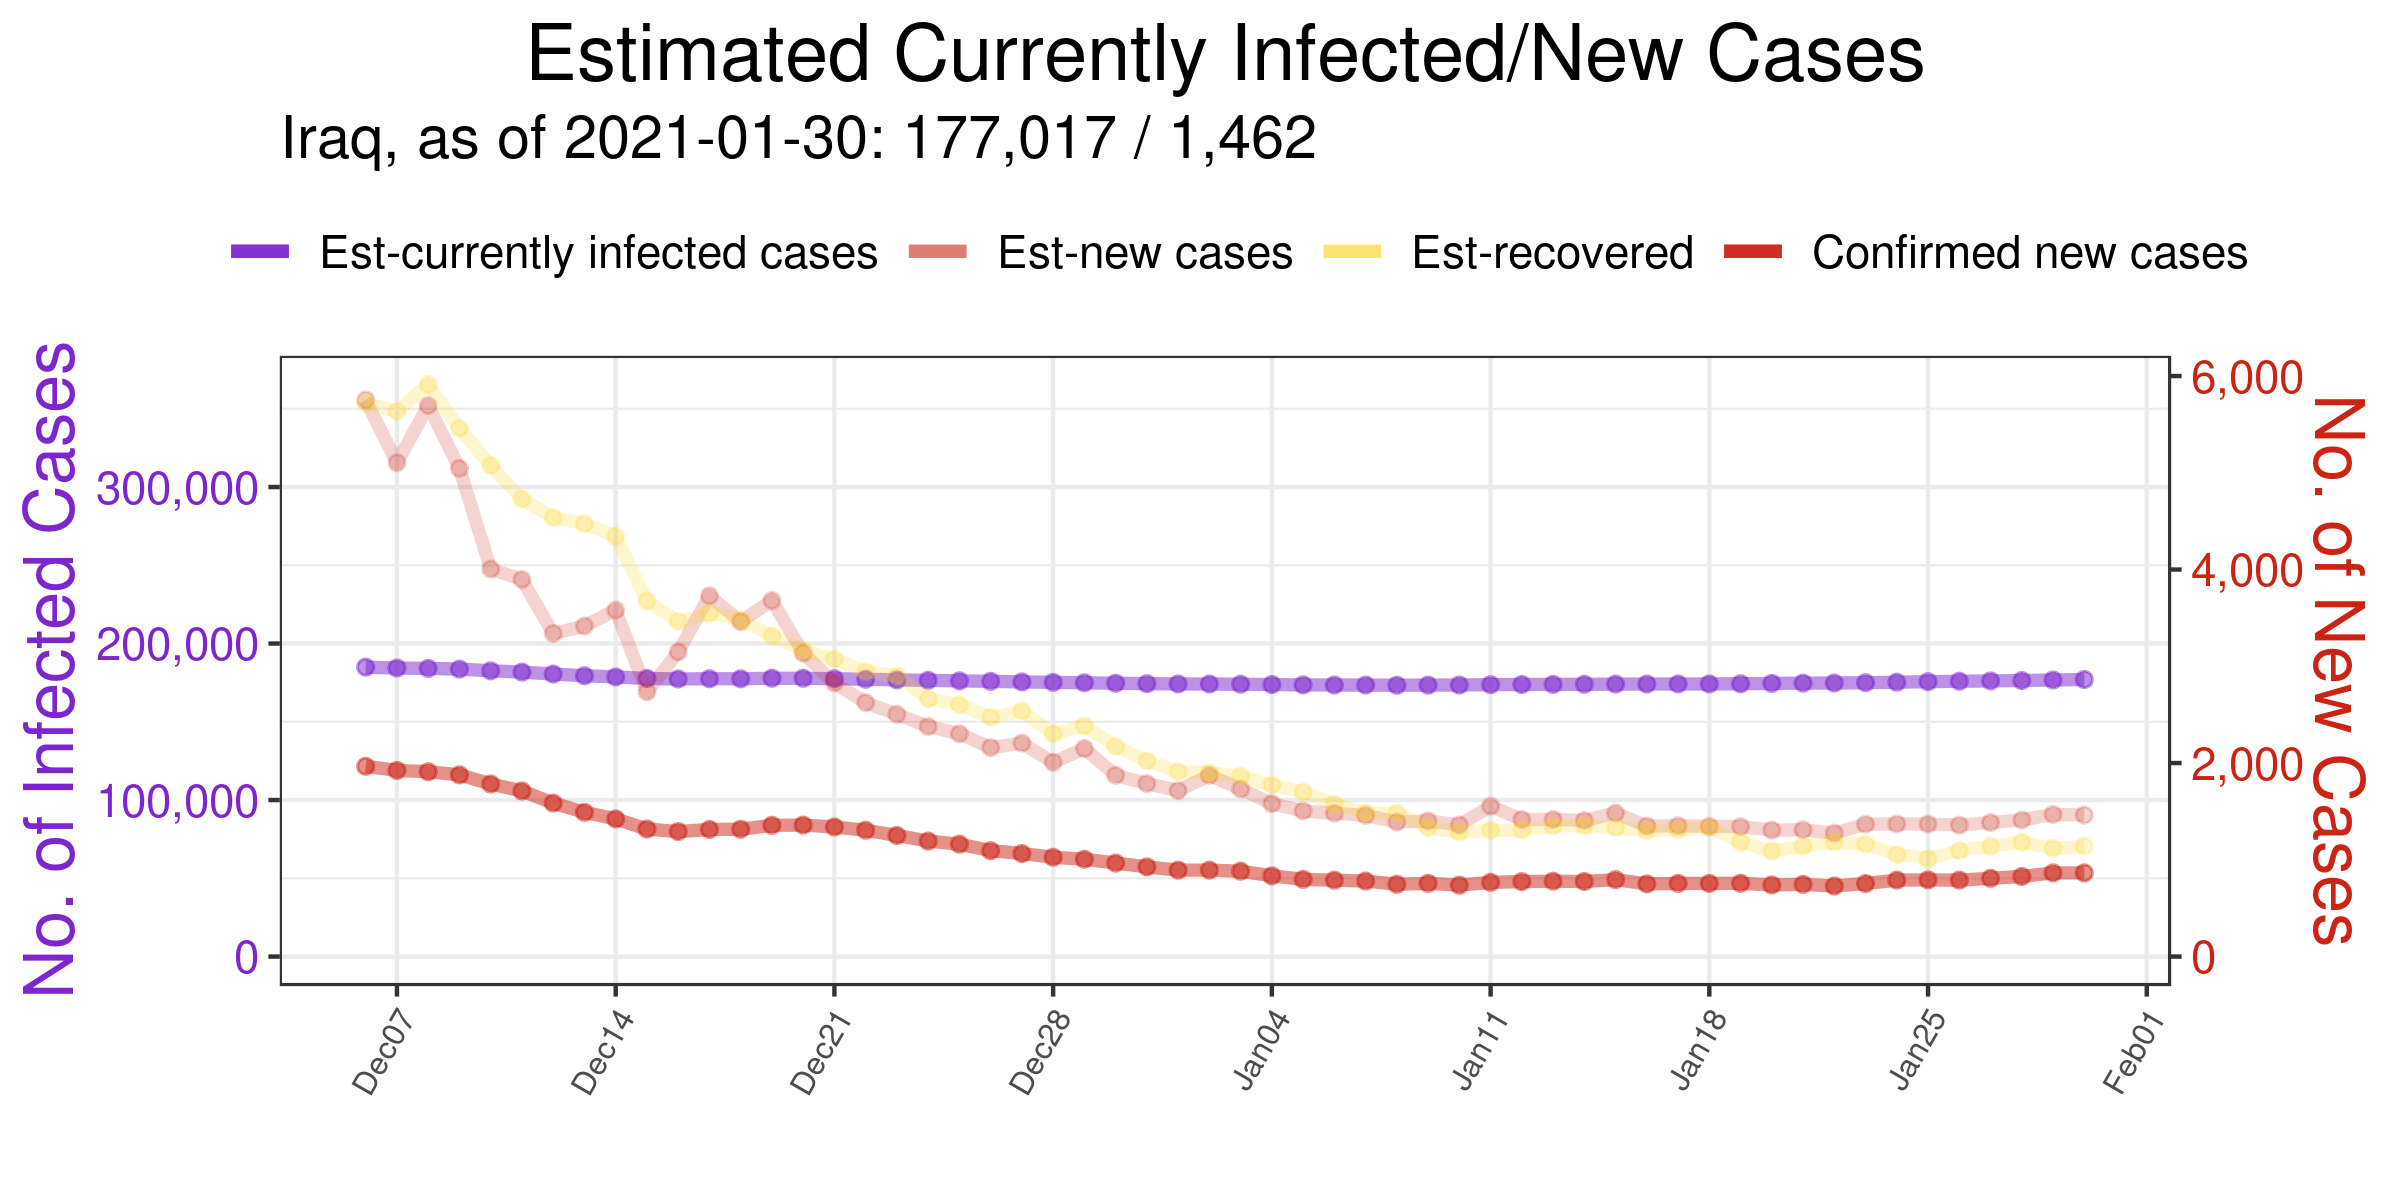 Estimated Currently Infected/New Cases
Iraq, as of 2021-01-30: 177,017 / 1,462
Est-currently infected cases Est-new cases Est-recovered Confirmed new cases
No. of Infected Cases
300,000
200,000
100,000
0
6,000
4,000
2,000
0
No. of New Cases
Dec07 Dec14 Dec21 Dec28 Jan04 Jan11 Jan18 Jan25 Feb01